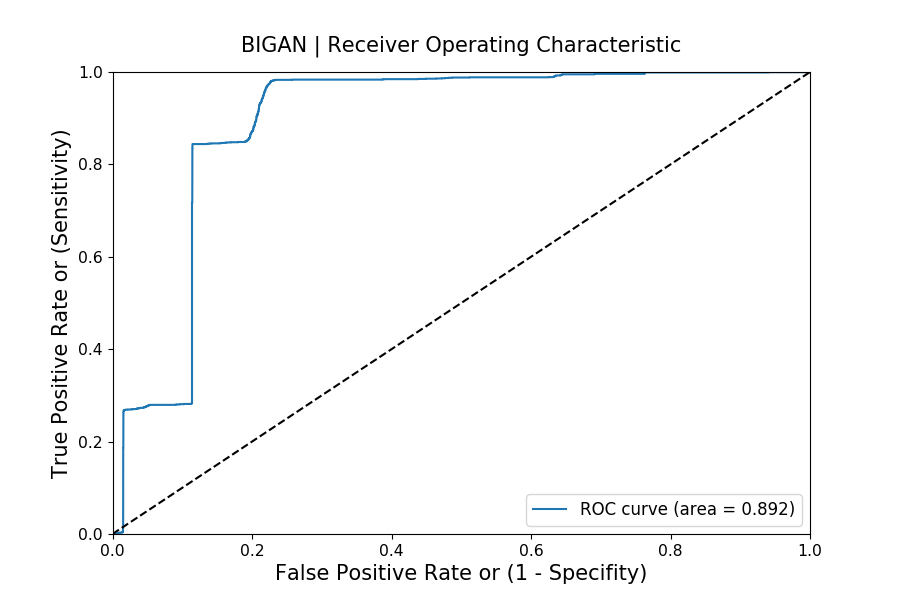 BIGAN | Receiver Operating Characteristic
True Positive Rate or (Sensitivity)
1.0
0.8
0.6
0.4
0.2
0.0
ROC curve (area = 0.892)
0.0 0.2 0.4 0.6 0.8 1.0
False Positive Rate or (1 - Specifity)